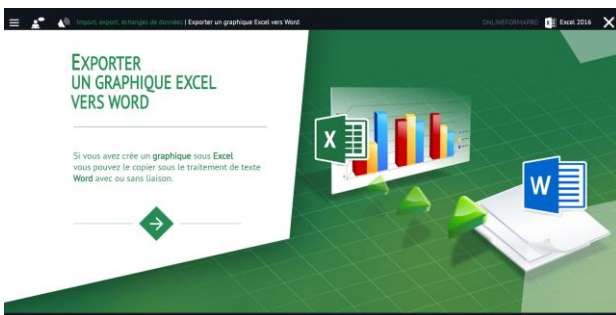 Import, export, échanges de données | Exporter un graphique Excel vers Word
ONLINEFORMAPRO
Excel 2016
EXPORTER
UN GRAPHIQUE EXCEL
VERS WORD
Si vous avez crée un graphique sous Excel
vous pouvez le copier sous le traitement de texte
Word avec ou sans liaison.
X
W